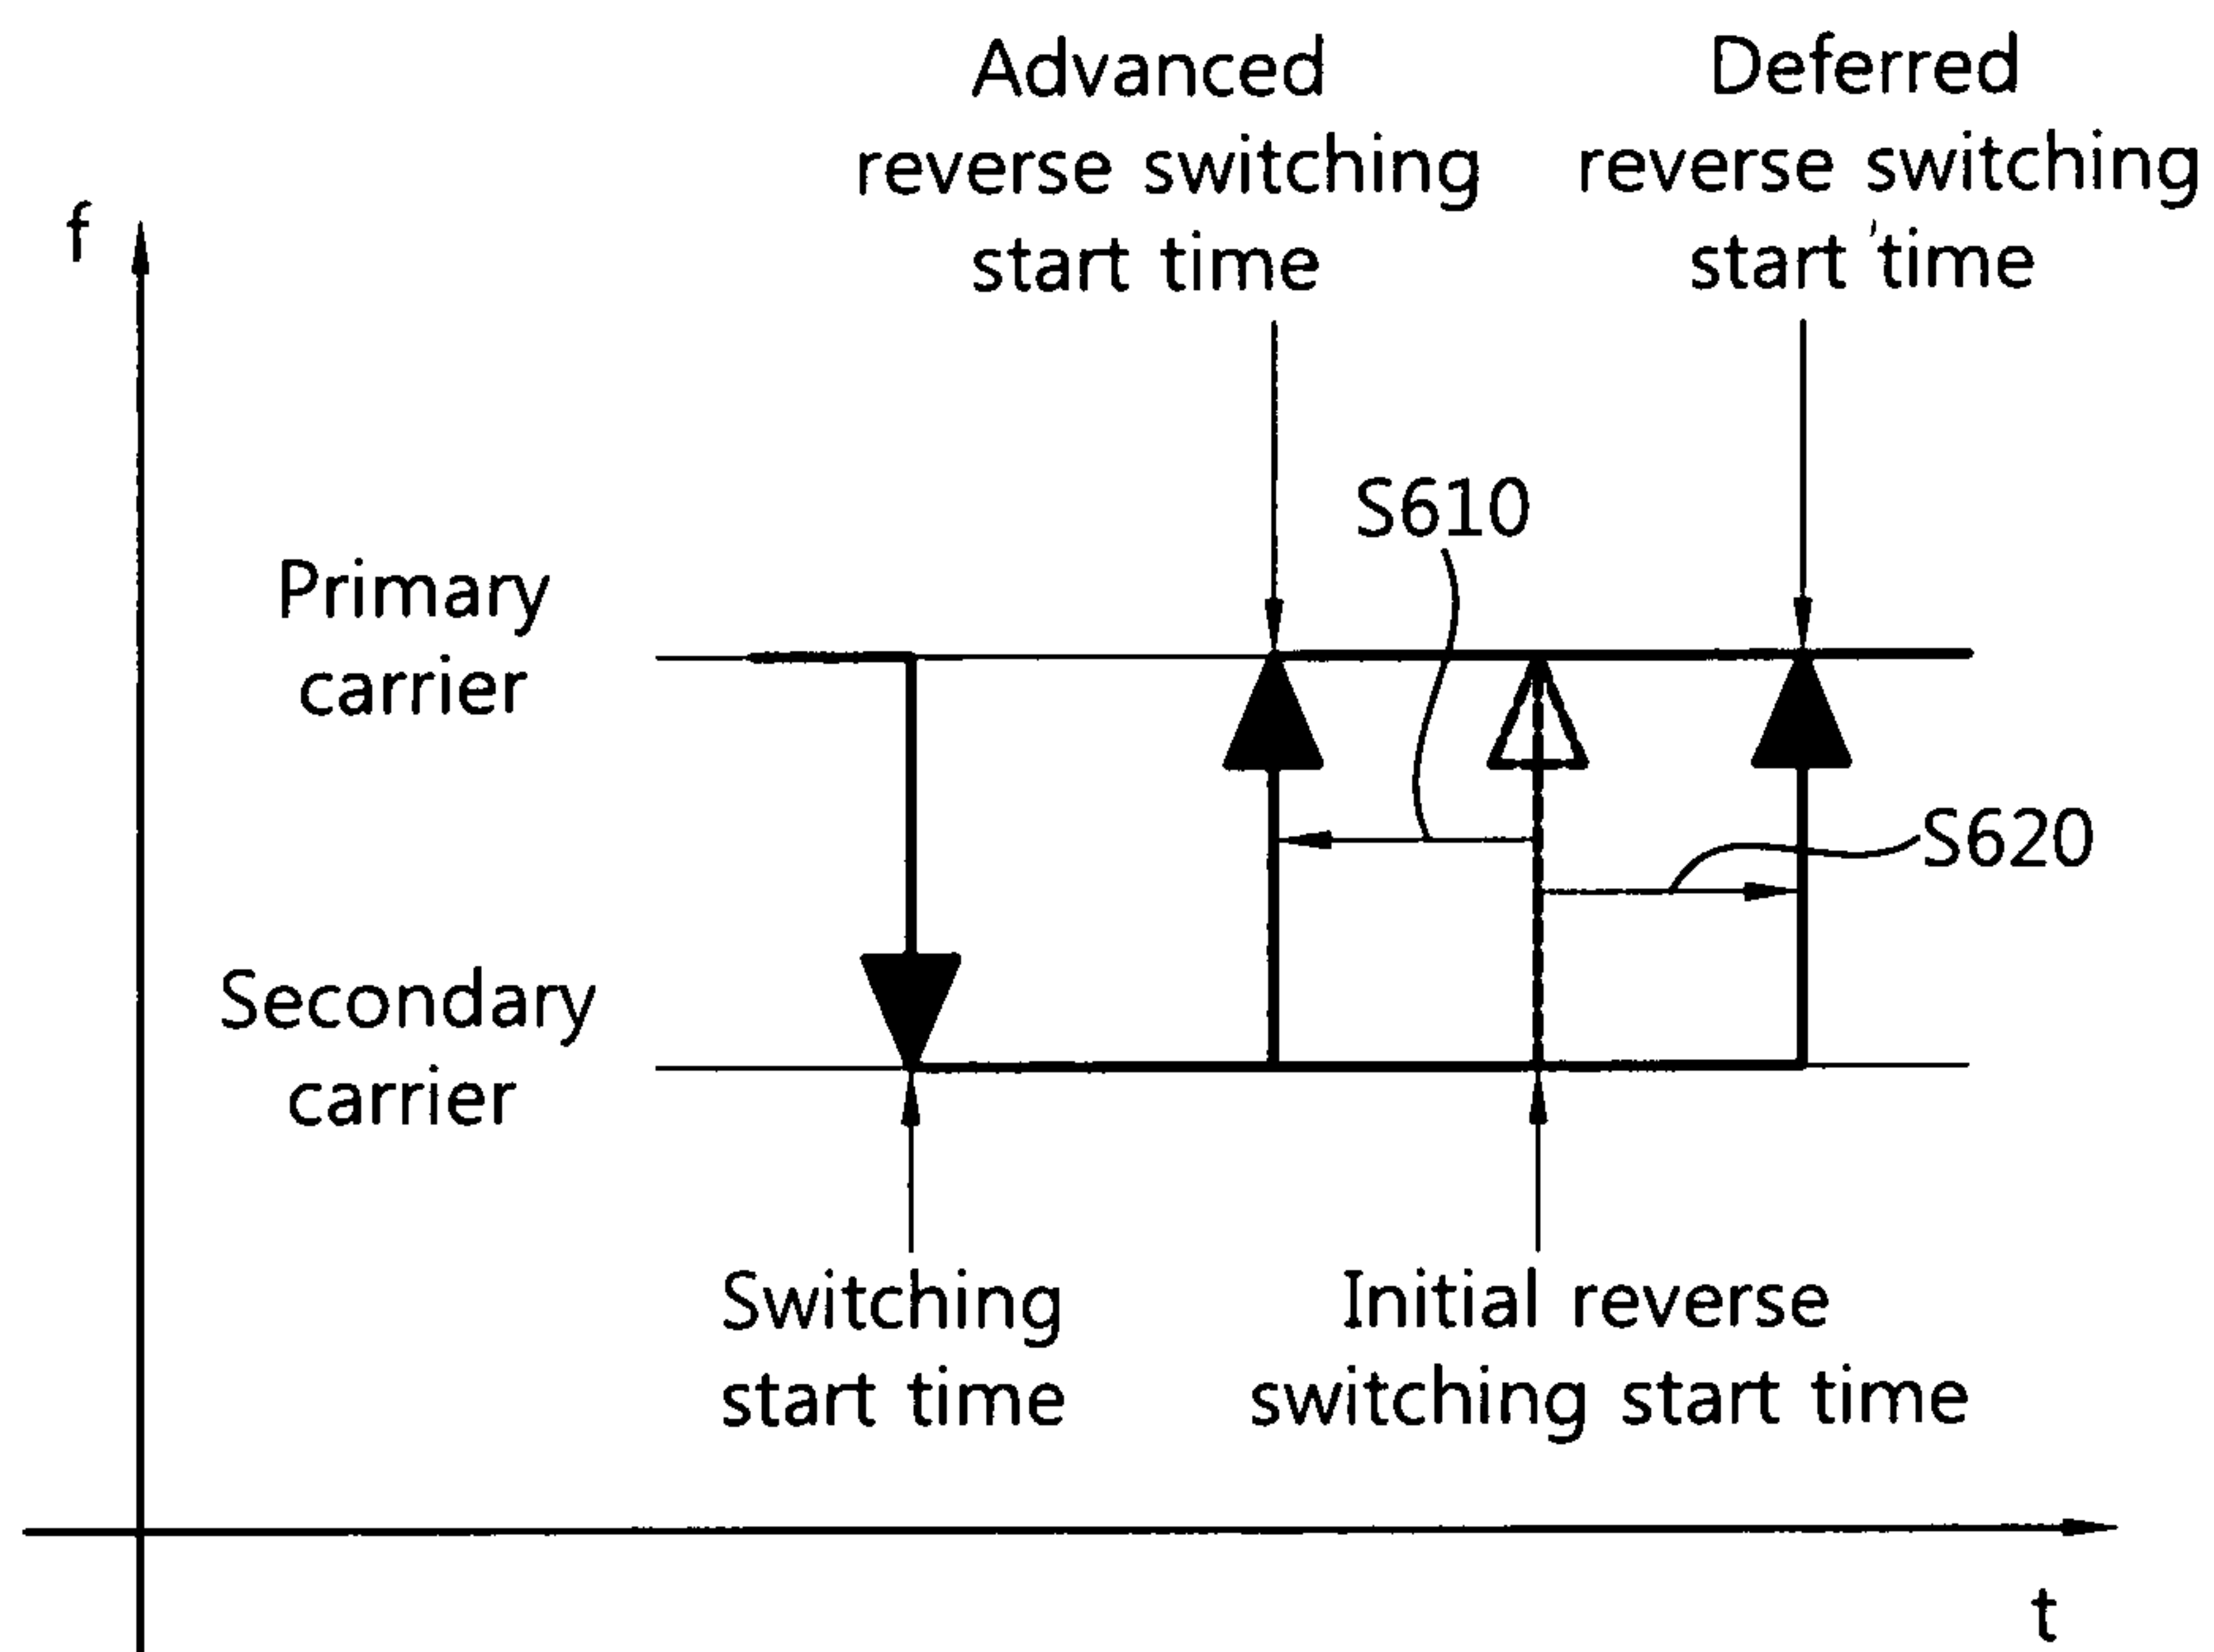 Advanced
reverse switching
start time
Deferred
reverse switching
start time
f
S610
Primary
carrier
S620
Secondary
carrier
Switching
start time
Initial reverse
switching start time
t